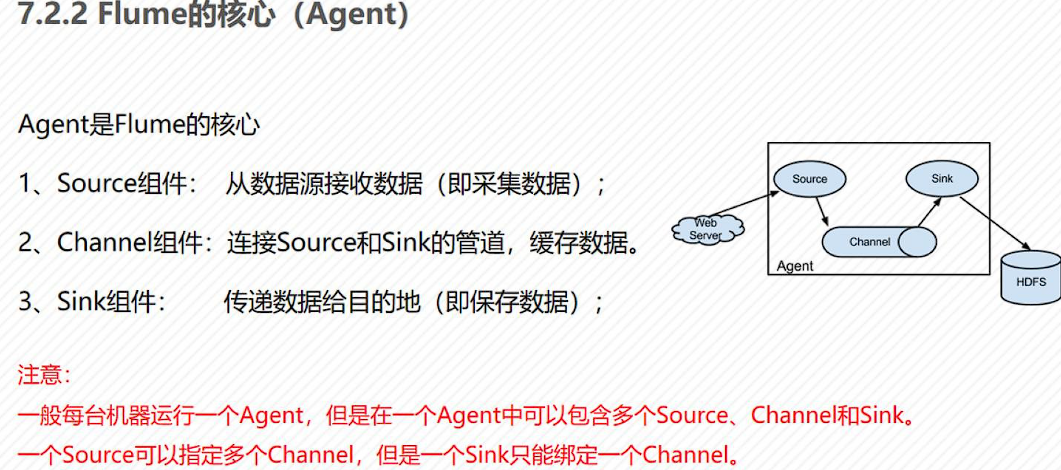 7.2.2 Flume的核心（Agent）
Agent是Flume的核心
1、Source组件： 从数据源接收数据（即采集数）；
2、Channel组件：连接Source和Sink的管道，缓存数据。
3、Sink组件： 传递数据给目的地（即保存数据）；
Source
Sink
Web
Server
Channel
Agent
HDFS
注意：
一般每台机器运行一个Agent，但是在一个Agent中可以包含多个Source、Channel和Sink。
一个Source可以指定多个Channel，但是一个Sink只能绑定一个Channel。